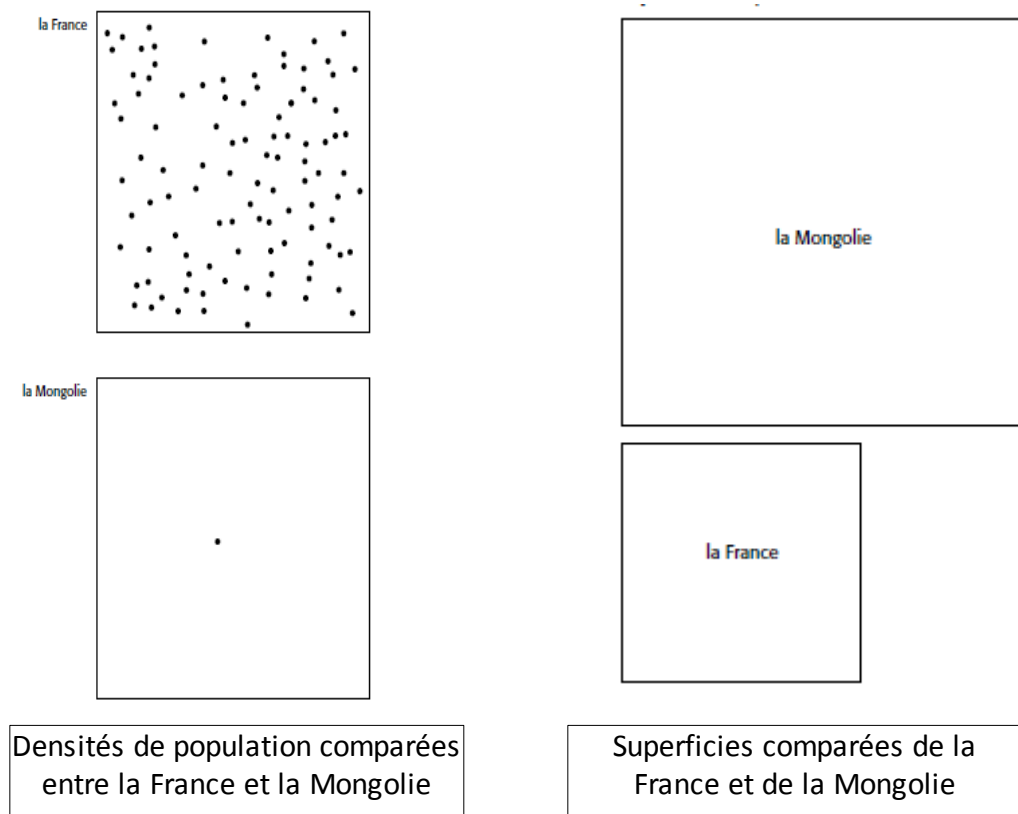 la France
la Mongolie
Densités de population comparées
entre la France et la Mongolie
la Mongolie
la France
Superficies comparées de la
France et de la Mongolie